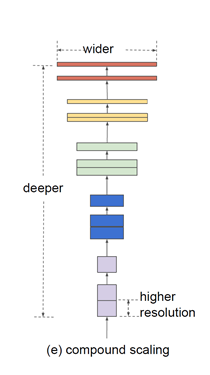 wider
deeper
higher
resolution
(e) compound scaling